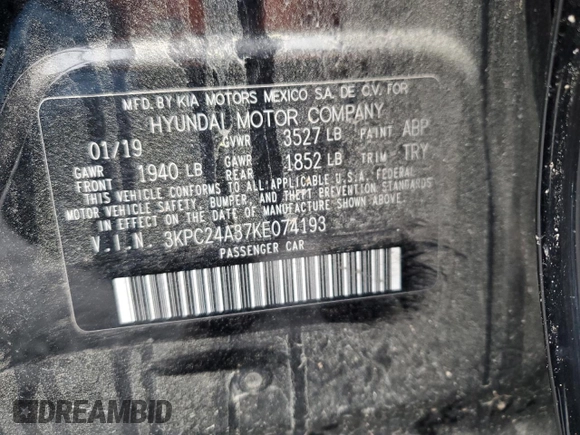 MFD. BY KIA MOTORS MEXICO S.A. DE C.V. FOR
HYUNDAI MOTOR COMPANY
01/19 GVWR 3527 LB PAINT ABP
GAWR FRONT 1940 LB GAWR REAR 1852 LB TRIM TRY
THIS VEHICLE CONFORMS TO ALL APPLICABLE U.S.A. FEDERAL
MOTOR VEHICLE SAFETY, BUMPER, AND THEFT PREVENTION STANDARDS
IN EFFECT ON THE DATE OF MANUFACTURE SHOWN ABOVE.
V.I.N 3KPC24A37KE074193
PASSENGER CAR
DREAMBID